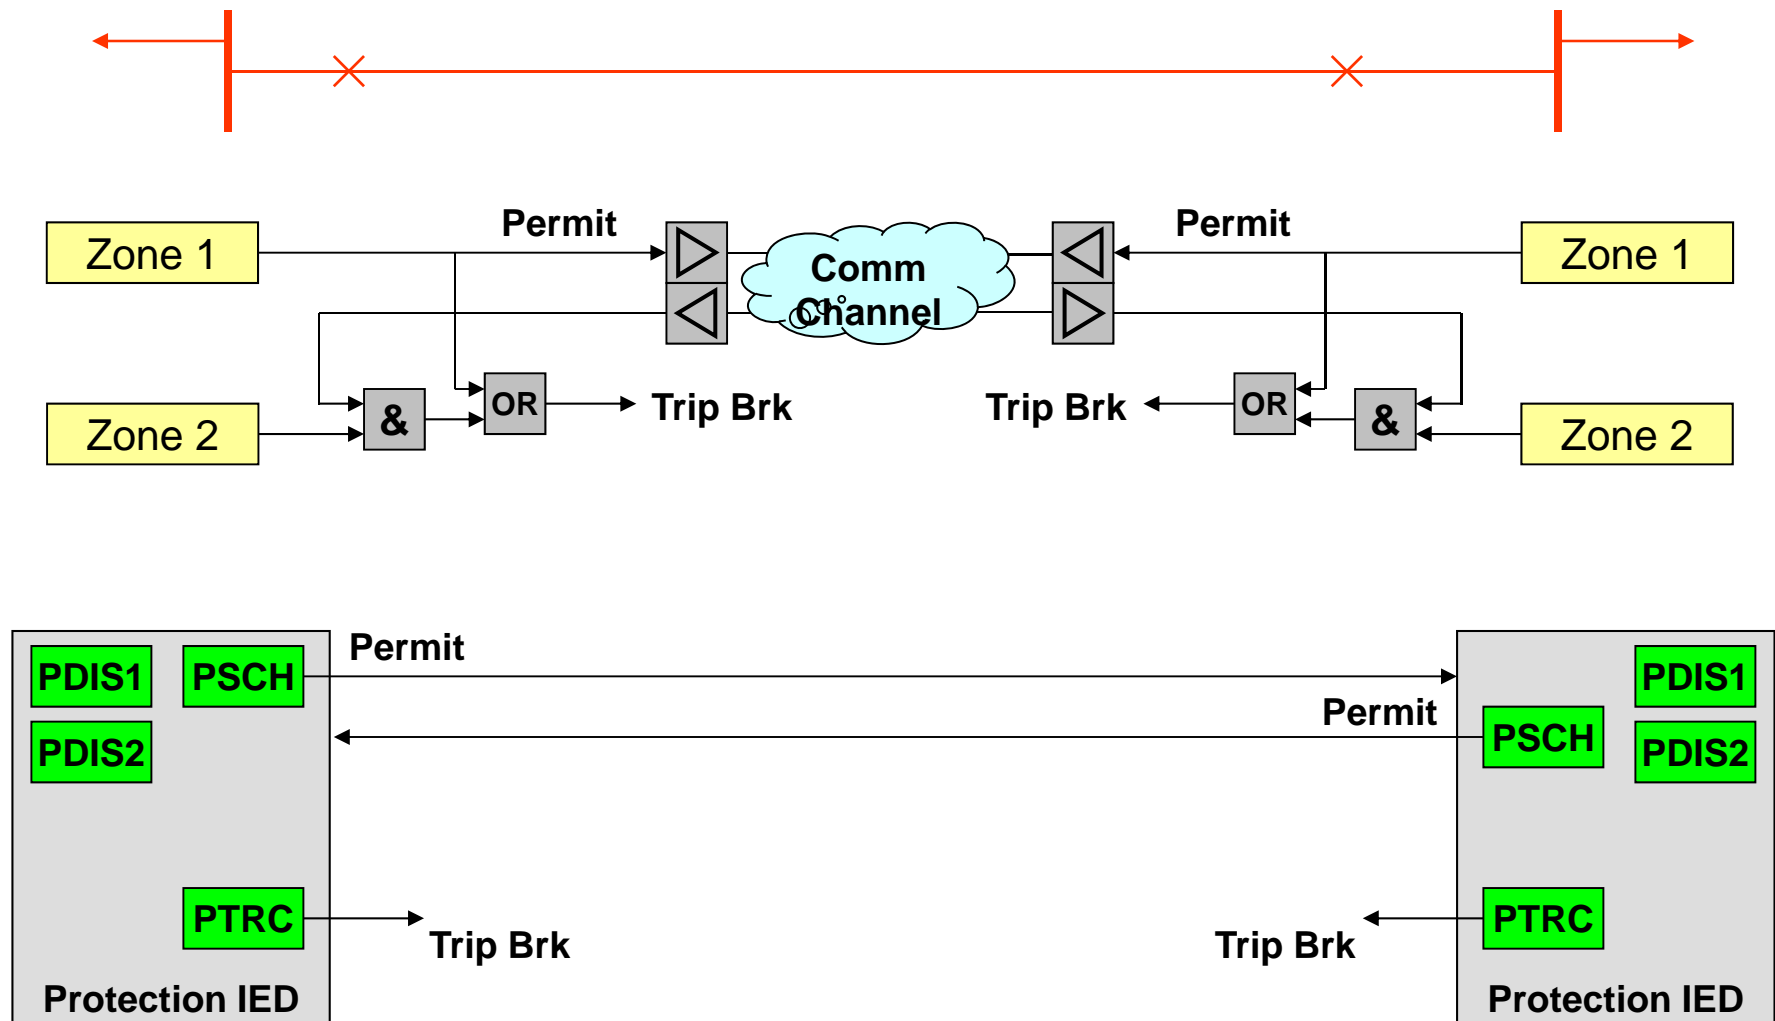 Permit
Permit
Zone 1
Comm
Channel
Zone 1
Zone 2
&
OR
Trip Brk
Trip Brk
OR
&
Zone 2
Permit
PDIS1
PSCH
PDIS1
Permit
PDIS2
PSCH
PDIS2
PTRC
Trip Brk
Trip Brk
PTRC
Protection IED
Protection IED